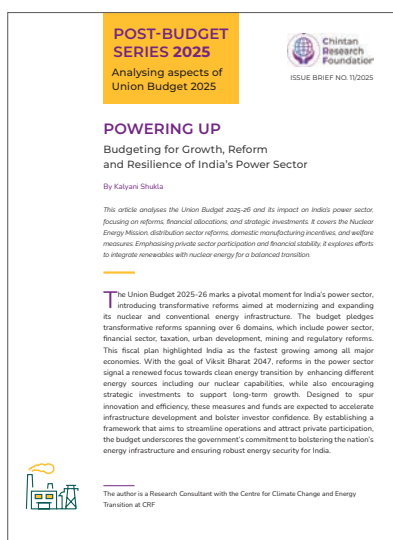 POST-BUDGET
SERIES 2025
Analysing aspects of
Union Budget 2025
Chintan
Research
Foundation
ISSUE BRIEF NO. 11/2025
POWERING UP
Budgeting for Growth, Reform
and Resilience of India's Power Sector
By Kalyani Shukla
This article analyses the Union Budget 2025-26 and its impact on India's power sector,
focusing on reforms, financial allocations, and strategic investments. It covers the Nuclear
Energy Mission, distribution sector reforms, domestic manufacturing incentives, and welfare
measures. Emphasising private sector participation and financial stability, it explores efforts
to integrate renewables with nuclear energy for a balanced transition.
The Union Budget 2025-26 marks a pivotal moment for India's power sector,
introducing transformative reforms aimed at modernizing and expanding
its nuclear and conventional energy infrastructure. The budget pledges
transformative reforms spanning over 6 domains, which include power sector,
financial sector, taxation, urban development, mining and regulatory reforms.
This fiscal plan highlighted India as the fastest growing among all major
economies. With the goal of Viksit Bharat 2047, reforms in the power sector
signal a renewed focus towards clean energy transition by enhancing different
energy sources including our nuclear capabilities, while also encouraging
strategic investments to support long-term growth. Designed to spur
innovation and efficiency, these measures and funds are expected to accelerate
infrastructure development and bolster investor confidence. By establishing a
framework that aims to streamline operations and attract private participation,
the budget underscores the government's commitment to bolstering the nation's
energy infrastructure and ensuring robust energy security for India.
The author is a Research Consultant with the Centre for Climate Change and Energy
Transition at CRF